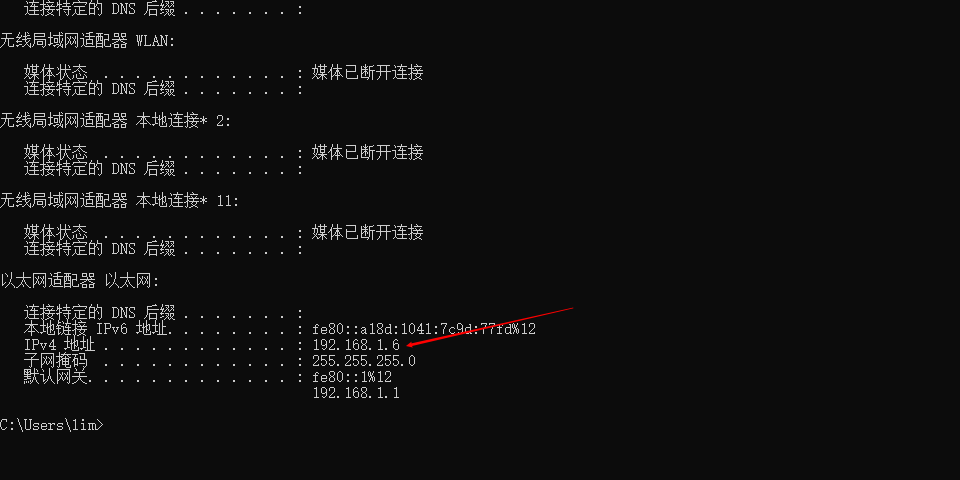 连接特定的 DNS 后缀 . . . . . . . :
无线局域网适配器 WLAN:
媒体状态 . . . . . . . . . . . . : 媒体已断开连接
连接特定的 DNS 后缀 . . . . . . . :
无线局域网适配器 本地连接* 2:
媒体状态 . . . . . . . . . . . . : 媒体已断开连接
连接特定的 DNS 后缀 . . . . . . . :
无线局域网适配器 本地连接* 11:
媒体状态 . . . . . . . . . . . . : 媒体已断开连接
连接特定的 DNS 后缀 . . . . . . . :
以太网适配器 以太网:
连接特定的 DNS 后缀 . . . . . . . :
本地链接 IPv6 地址. . . . . . . . : fe80::a18d:1041:7c9d:77fd%12
IPv4 地址 . . . . . . . . . . . . : 192.168.1.6
子网掩码 . . . . . . . . . . . . : 255.255.255.0
默认网关. . . . . . . . . . . . . : fe80::1%12
192.168.1.1
C:\Users\lim>